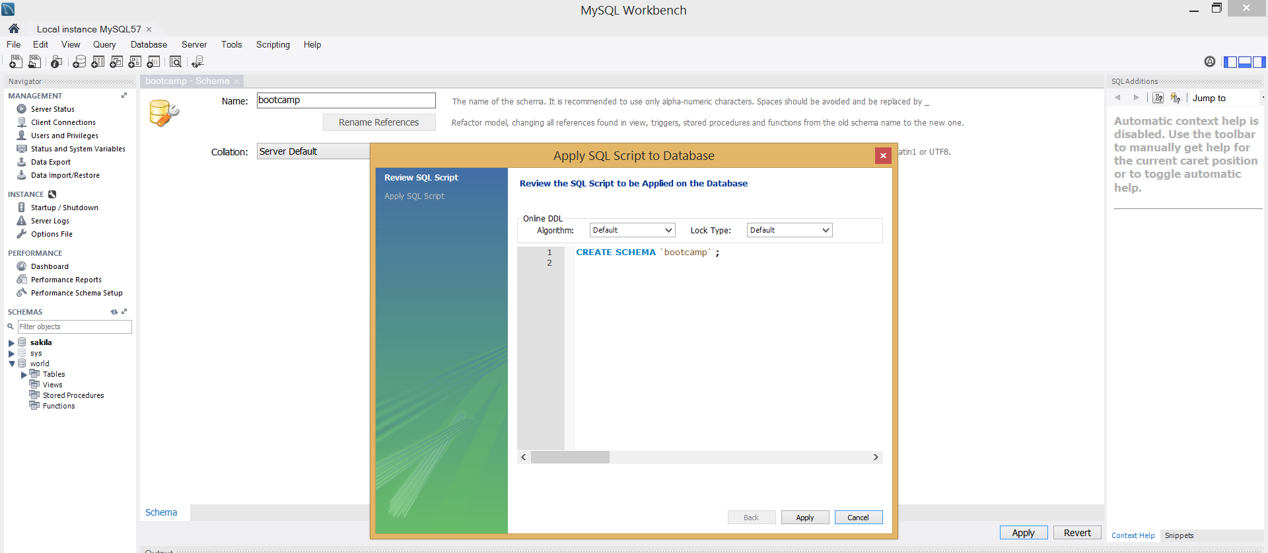 MySQL Workbench
Local instance MySQL57 ×
File Edit View Query Database Server Tools Scripting Help
Navigator
MANAGEMENT
Server Status
Client Connections
Users and Privileges
Status and System Variables
Data Export
Data Import/Restore
INSTANCE
Startup / Shutdown
Server Logs
Options File
PERFORMANCE
Dashboard
Performance Reports
Performance Schema Setup
SCHEMAS
Filter objects
sakila
sys
world
Tables
Views
Stored Procedures
Functions
bootcamp - Schema ×
Name: bootcamp The name of the schema. It is recommended to use only alpha-numeric characters. Spaces should be avoided and be replaced by _
Rename References Refactor model, changing all references found in view, triggers, stored procedures and functions from the old schema name to the new one.
Collation: Server Default atin1 or UTF8.
Apply SQL Script to Database
Review SQL Script
Apply SQL Script
Review the SQL Script to be Applied on the Database
Online DDL
Algorithm: Default Lock Type: Default
1 CREATE SCHEMA `bootcamp` ;
2
Back Apply Cancel
Schema
Apply Revert
Output
SQLAdditions
Jump to
Automatic context help is
disabled. Use the toolbar
to manually get help for
the current caret position
or to toggle automatic
help.
Context Help Snippets